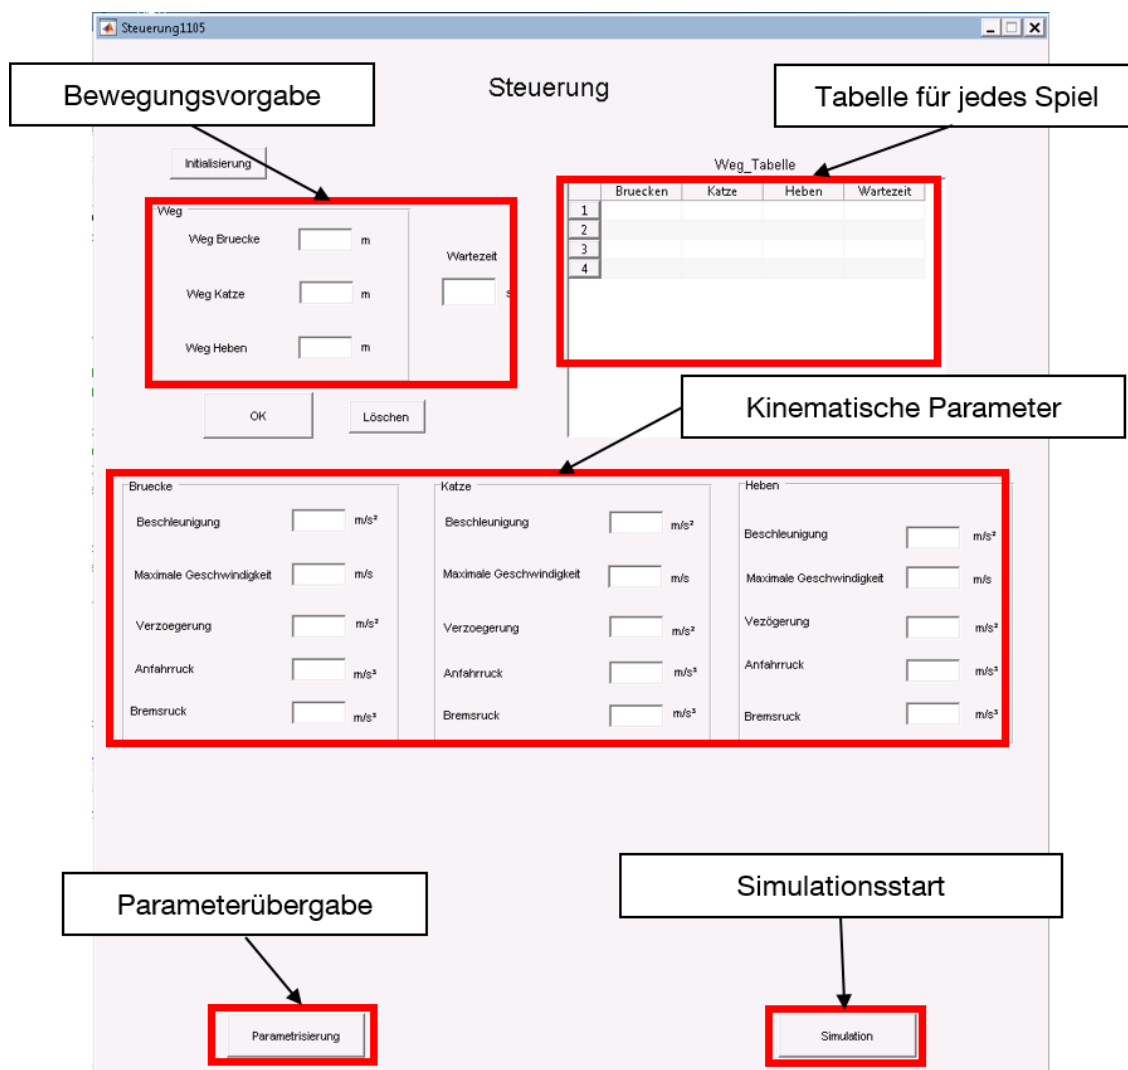 Steuerung1105
Bewegungsvorgabe
Steuerung
Tabelle für jedes Spiel
Initialisierung
Weg_Tabelle
Bruecken Katze Heben Wartezeit
1
2
3
4
Weg
Weg Bruecke m
Weg Katze m
Weg Heben m
Wartezeit
OK
Löschen
Kinematische Parameter
Bruecke
Beschleunigung m/s²
Maximale Geschwindigkeit m/s
Verzoegerung m/s²
Anfahrruck m/s³
Bremsruck m/s³
Katze
Beschleunigung m/s²
Maximale Geschwindigkeit m/s
Verzoegerung m/s²
Anfahrruck m/s³
Bremsruck m/s³
Heben
Beschleunigung m/s²
Maximale Geschwindigkeit m/s
Vezögerung m/s²
Anfahrruck m/s³
Bremsruck m/s³
Parameterübergabe
Simulationsstart
Parametrisierung
Simulation